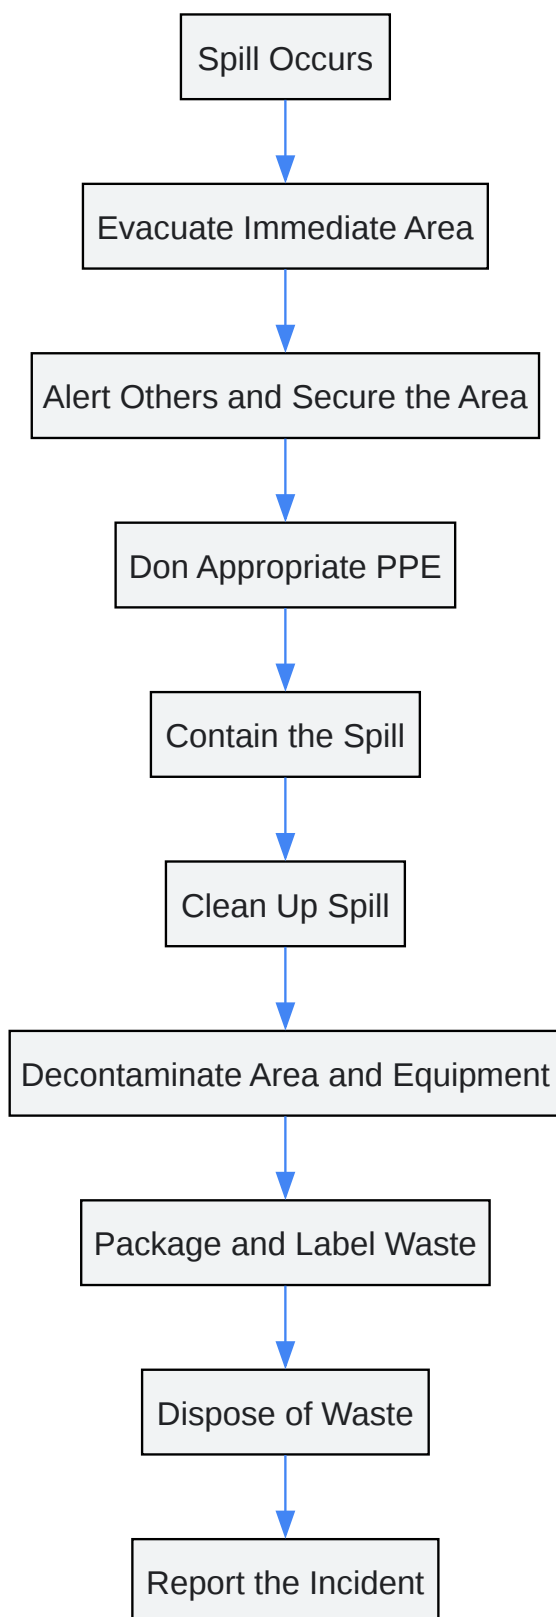 Spill Occurs
Evacuate Immediate Area
Alert Others and Secure the Area
Don Appropriate PPE
Contain the Spill
Clean Up Spill
Decontaminate Area and Equipment
Package and Label Waste
Dispose of Waste
Report the Incident